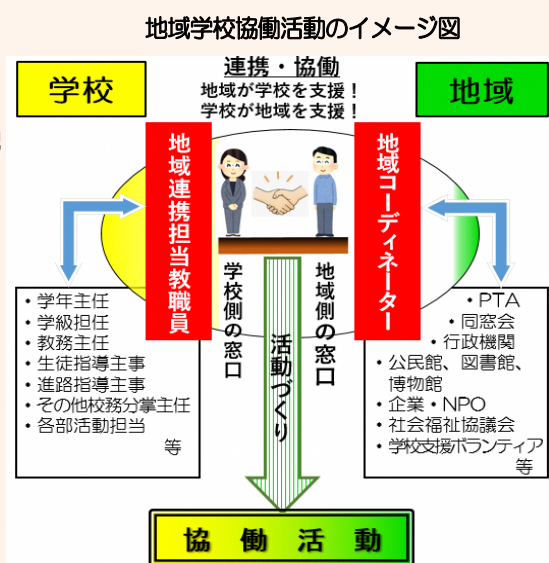 地域学校協働活動のイメージ図
学校
連携・協働
地域が学校を支援！
学校が地域を支援！
地域
地域連携担当教職員
地域コーディネーター
学校側の窓口
地域側の窓口
活動づくり
・学年主任
・学級担任
・教務主任
・生徒指導主事
・進路指導主事
・その他校務分掌主任
・各部活動担当
等
・PTA
・同窓会
・行政機関
・公民館、図書館、
博物館
・企業・NPO
・社会福祉協議会
・学校支援ボランティア
等
協働活動